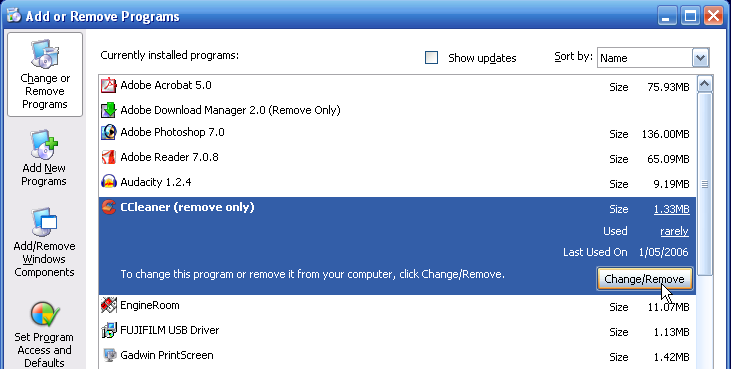 Add or Remove Programs
Change or
Remove
Programs
Add New
Programs
Add/Remove
Windows
Components
Set Program
Access and
Defaults
Currently installed programs:
Show updates
Sort by: Name
Adobe Acrobat 5.0 Size 75.93MB
Adobe Download Manager 2.0 (Remove Only)
Adobe Photoshop 7.0 Size 136.00MB
Adobe Reader 7.0.8 Size 65.09MB
Audacity 1.2.4 Size 9.19MB
CCleaner (remove only) Size 1.33MB
Used rarely
Last Used On 1/05/2006
To change this program or remove it from your computer, click Change/Remove. Change/Remove
EngineRoom Size 11.07MB
FUJIFILM USB Driver Size 1.13MB
Gadwin PrintScreen Size 1.42MB